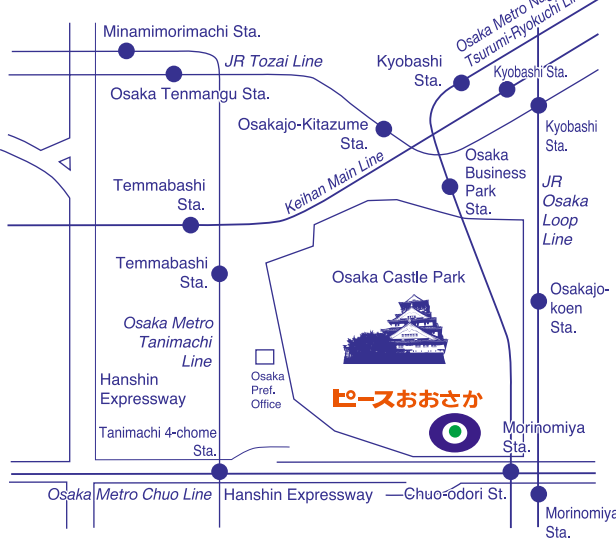 Minamimorimachi Sta.
JR Tozai Line
Osaka Tenmangu Sta.
Osaka Metro
Tsurumi-Ryokuchi
Kyobashi
Sta.
Kyobashi Sta.
Kyobashi
Sta.
Osakajo-Kitazume
Sta.
Osaka
Business
Park
Sta.
Temmabashi
Sta.
Keihan Main Line
JR
Osaka
Loop
Line
Temmabashi
Sta.
Osaka Castle Park
Osakajo-
koen
Sta.
Osaka Metro
Tanimachi
Line
Osaka
Pref.
Office
Hanshin
Expressway
ピースおおさか
Tanimachi 4-chome
Sta.
Morinomiya
Sta.
Osaka Metro Chuo Line
Hanshin Expressway
Chuo-odori St.
Morinomiya
Sta.